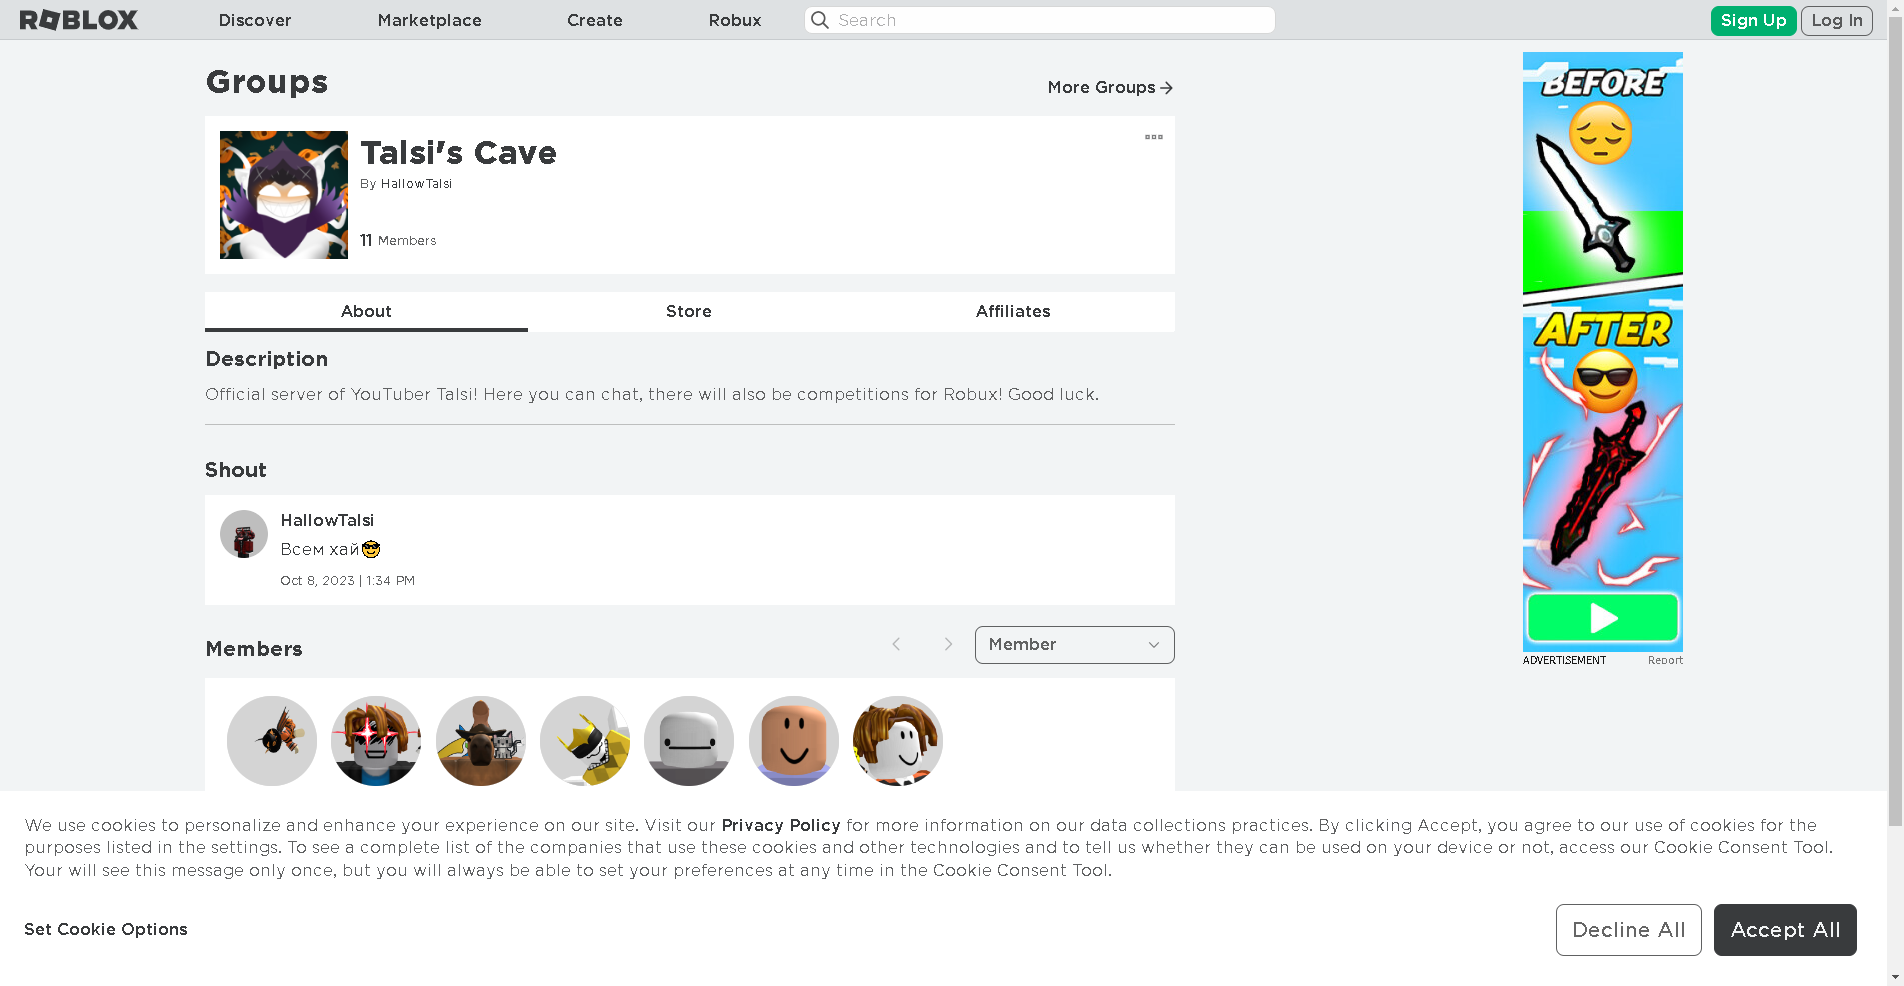 ROBLOX
Discover
Marketplace
Create
Robux
Search
Sign Up
Log In
Groups
More Groups
Talsi's Cave
By HallowTalsi
11 Members
About
Store
Affiliates
Description
Official server of YouTuber Talsi! Here you can chat, there will also be competitions for Robux! Good luck.
Shout
HallowTalsi
Всем хай😎
Oct 8, 2023 | 1:34 PM
Members
Member
BEFORE
AFTER
ADVERTISEMENT
Report
We use cookies to personalize and enhance your experience on our site. Visit our Privacy Policy for more information on our data collections practices. By clicking Accept, you agree to our use of cookies for the
purposes listed in the settings. To see a complete list of the companies that use these cookies and other technologies and to tell us whether they can be used on your device or not, access our Cookie Consent Tool.
Your will see this message only once, but you will always be able to set your preferences at any time in the Cookie Consent Tool.
Set Cookie Options
Decline All
Accept All